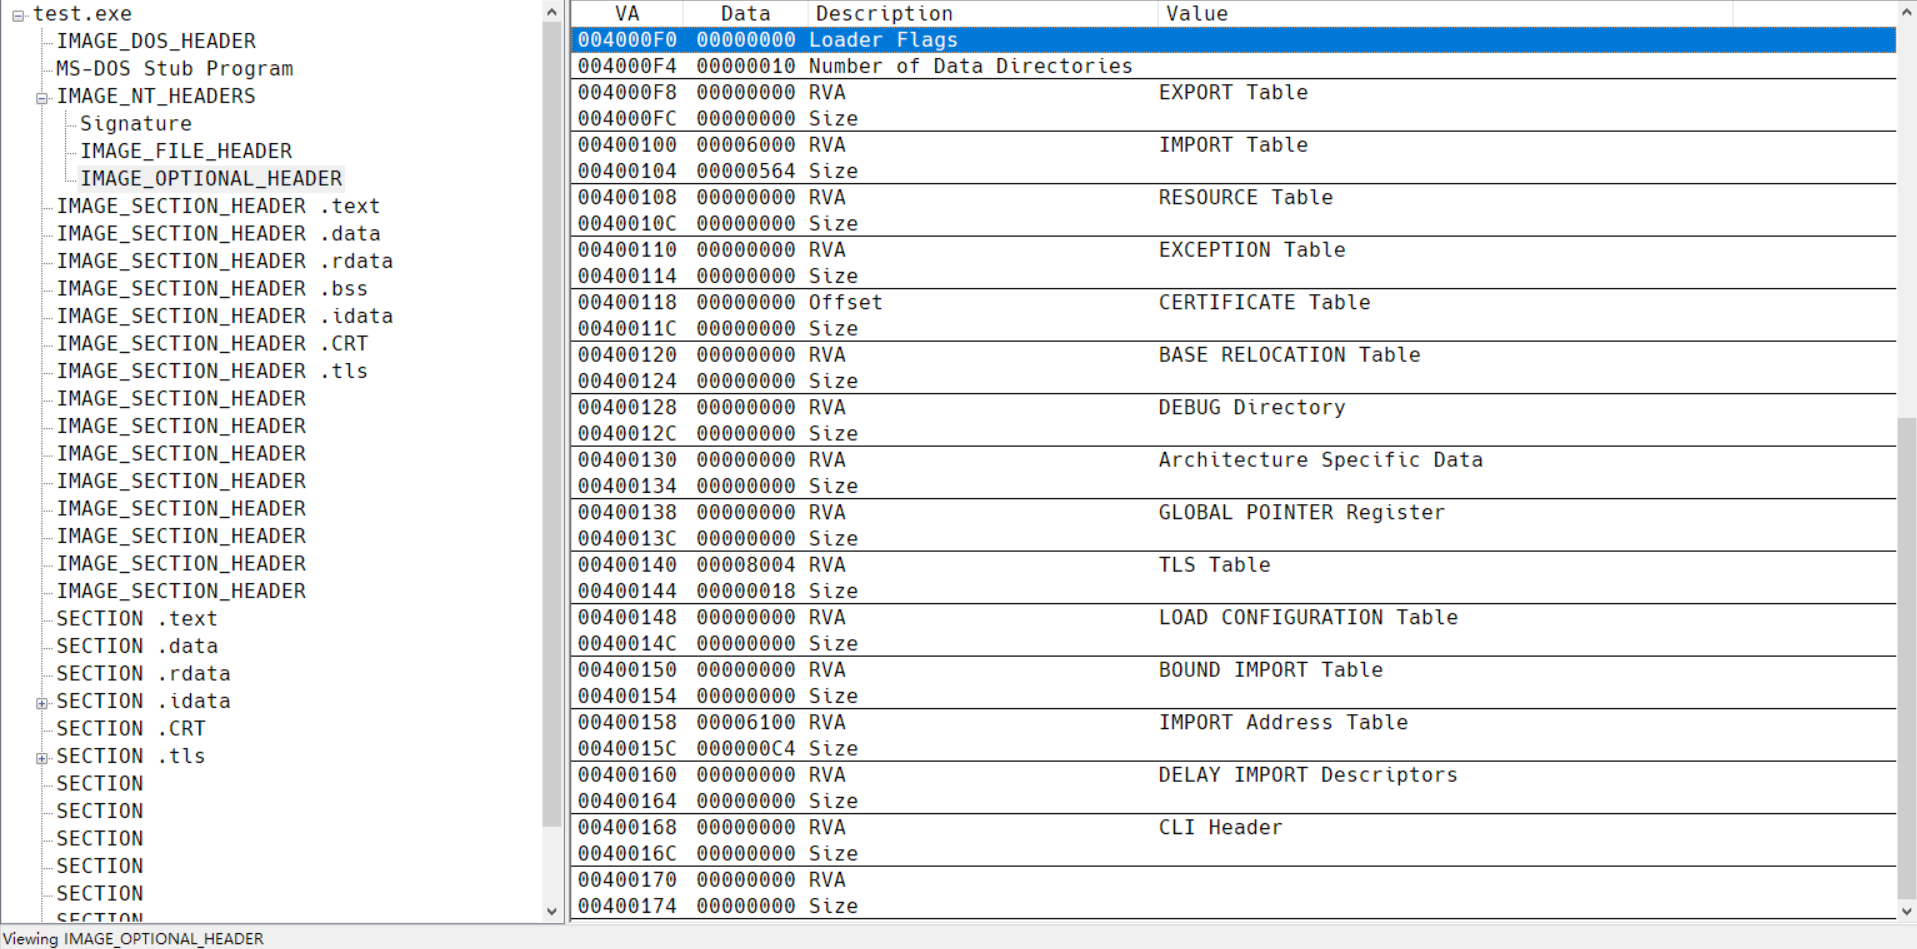 test.exe
IMAGE_DOS_HEADER
MS-DOS Stub Program
IMAGE_NT_HEADERS
Signature
IMAGE_FILE_HEADER
IMAGE_OPTIONAL_HEADER
IMAGE_SECTION_HEADER .text
IMAGE_SECTION_HEADER .data
IMAGE_SECTION_HEADER .rdata
IMAGE_SECTION_HEADER .bss
IMAGE_SECTION_HEADER .idata
IMAGE_SECTION_HEADER .CRT
IMAGE_SECTION_HEADER .tls
IMAGE_SECTION_HEADER
IMAGE_SECTION_HEADER
IMAGE_SECTION_HEADER
IMAGE_SECTION_HEADER
IMAGE_SECTION_HEADER
IMAGE_SECTION_HEADER
IMAGE_SECTION_HEADER
IMAGE_SECTION_HEADER
SECTION .text
SECTION .data
SECTION .rdata
SECTION .idata
SECTION .CRT
SECTION .tls
SECTION
SECTION
SECTION
SECTION
SECTION
SECTION
VA Data Description Value
004000F0 00000000 Loader Flags
004000F4 00000010 Number of Data Directories
004000F8 00000000 RVA EXPORT Table
004000FC 00000000 Size
00400100 00006000 RVA IMPORT Table
00400104 00000564 Size
00400108 00000000 RVA RESOURCE Table
0040010C 00000000 Size
00400110 00000000 RVA EXCEPTION Table
00400114 00000000 Size
00400118 00000000 Offset CERTIFICATE Table
0040011C 00000000 Size
00400120 00000000 RVA BASE RELOCATION Table
00400124 00000000 Size
00400128 00000000 RVA DEBUG Directory
0040012C 00000000 Size
00400130 00000000 RVA Architecture Specific Data
00400134 00000000 Size
00400138 00000000 RVA GLOBAL POINTER Register
0040013C 00000000 Size
00400140 00008004 RVA TLS Table
00400144 00000018 Size
00400148 00000000 RVA LOAD CONFIGURATION Table
0040014C 00000000 Size
00400150 00000000 RVA BOUND IMPORT Table
00400154 00000000 Size
00400158 00006100 RVA IMPORT Address Table
0040015C 000000C4 Size
00400160 00000000 RVA DELAY IMPORT Descriptors
00400164 00000000 Size
00400168 00000000 RVA CLI Header
0040016C 00000000 Size
00400170 00000000 RVA
00400174 00000000 Size
Viewing IMAGE_OPTIONAL_HEADER